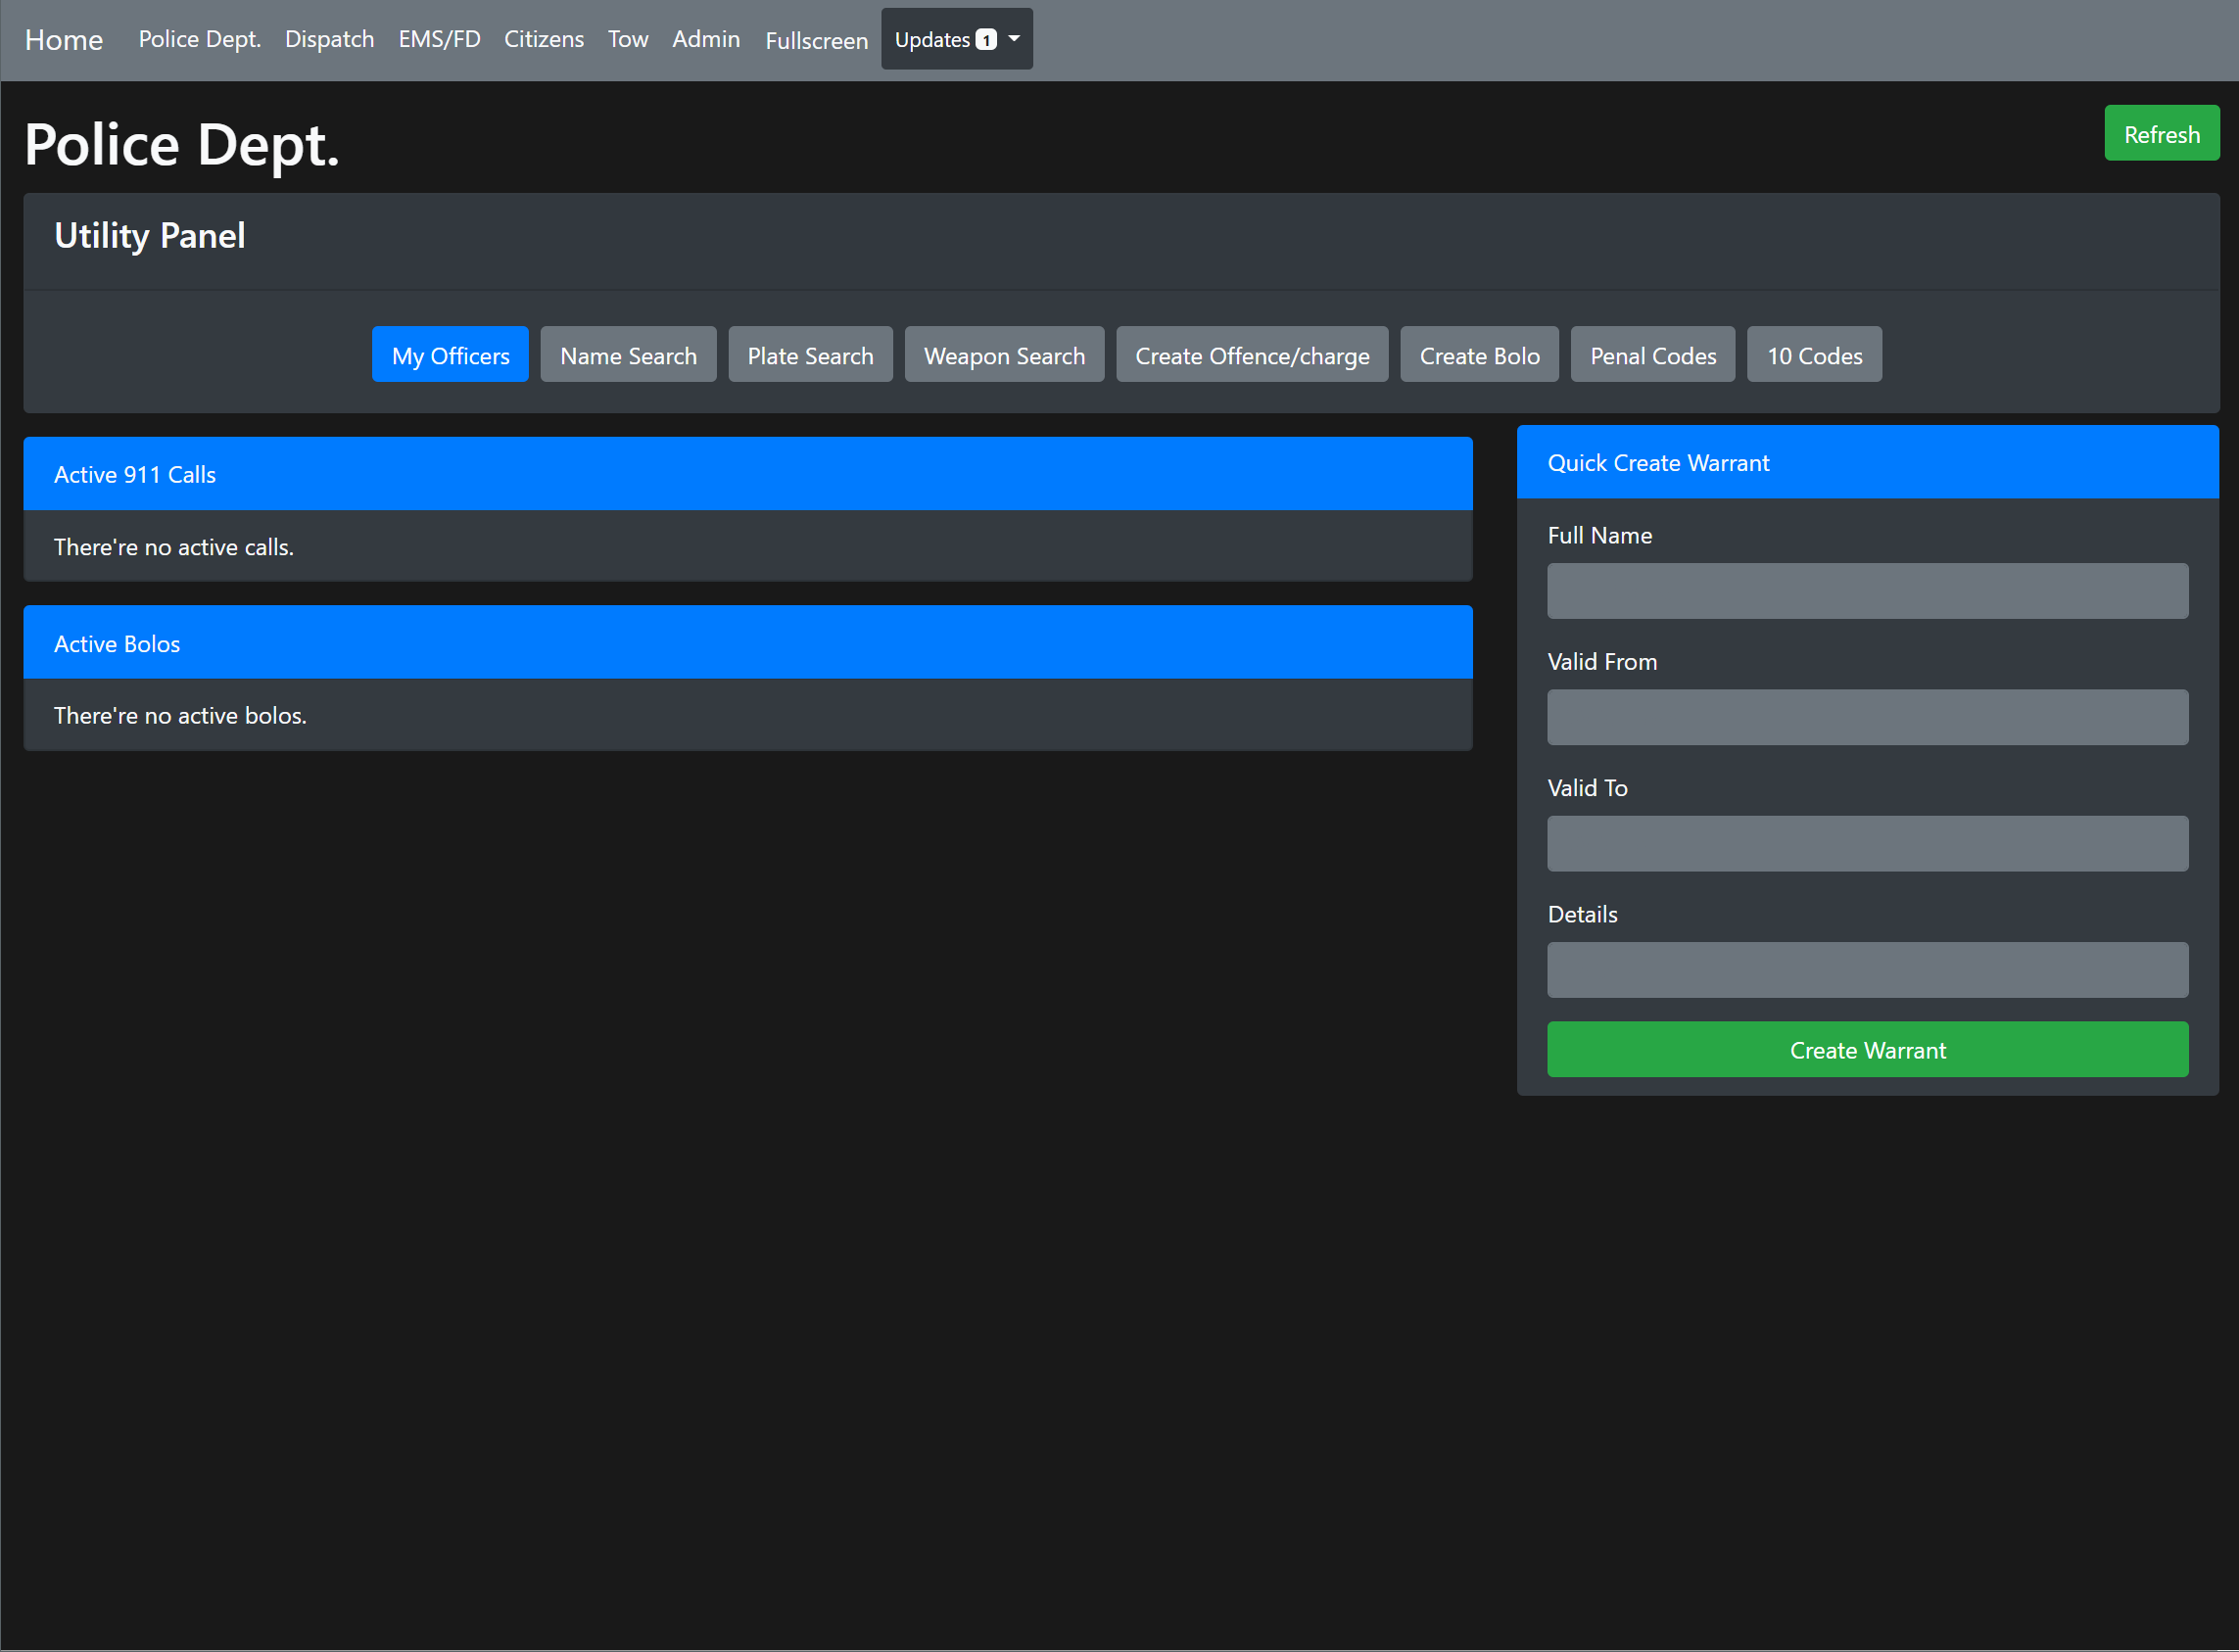 Home Police Dept. Dispatch EMS/FD Citizens Tow Admin Fullscreen Updates 1
Police Dept.
Refresh
Utility Panel
My Officers Name Search Plate Search Weapon Search Create Offence/charge Create Bolo Penal Codes 10 Codes
Active 911 Calls
There're no active calls.
Active Bolos
There're no active bolos.
Quick Create Warrant
Full Name
Valid From
Valid To
Details
Create Warrant